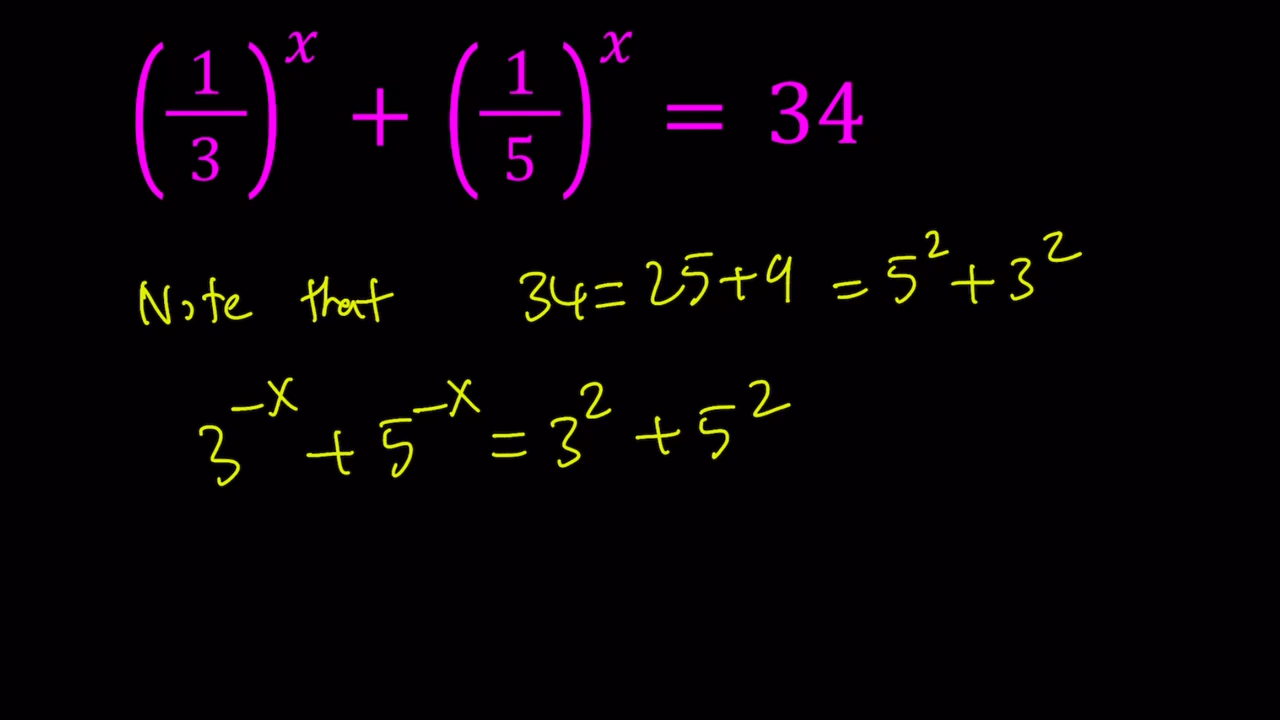 (1/3)^x + (1/5)^x = 34
Note that 34 = 25 + 9 = 5^2 + 3^2
3^-x + 5^-x = 3^2 + 5^2